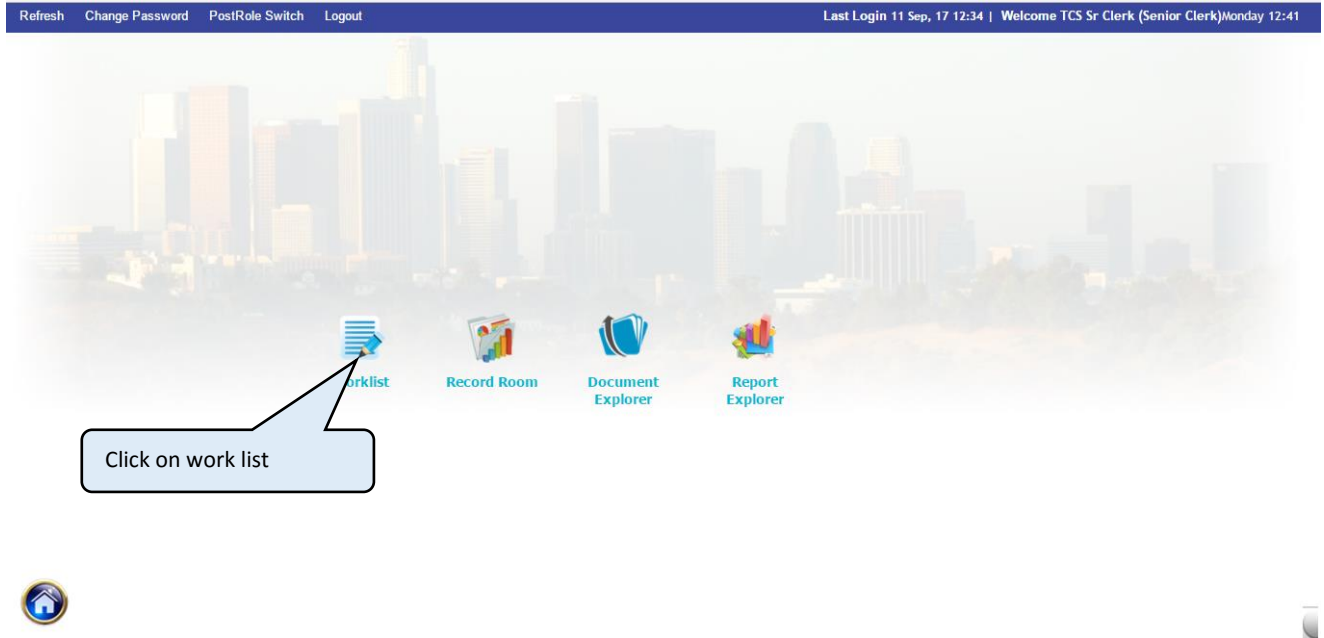 Refresh Change Password PostRole Switch Logout Last Login 11 Sep, 17 12:34 | Welcome TCS Sr Clerk (Senior Clerk)Monday 12:41
orklist Record Room Document Explorer Report Explorer
Click on work list